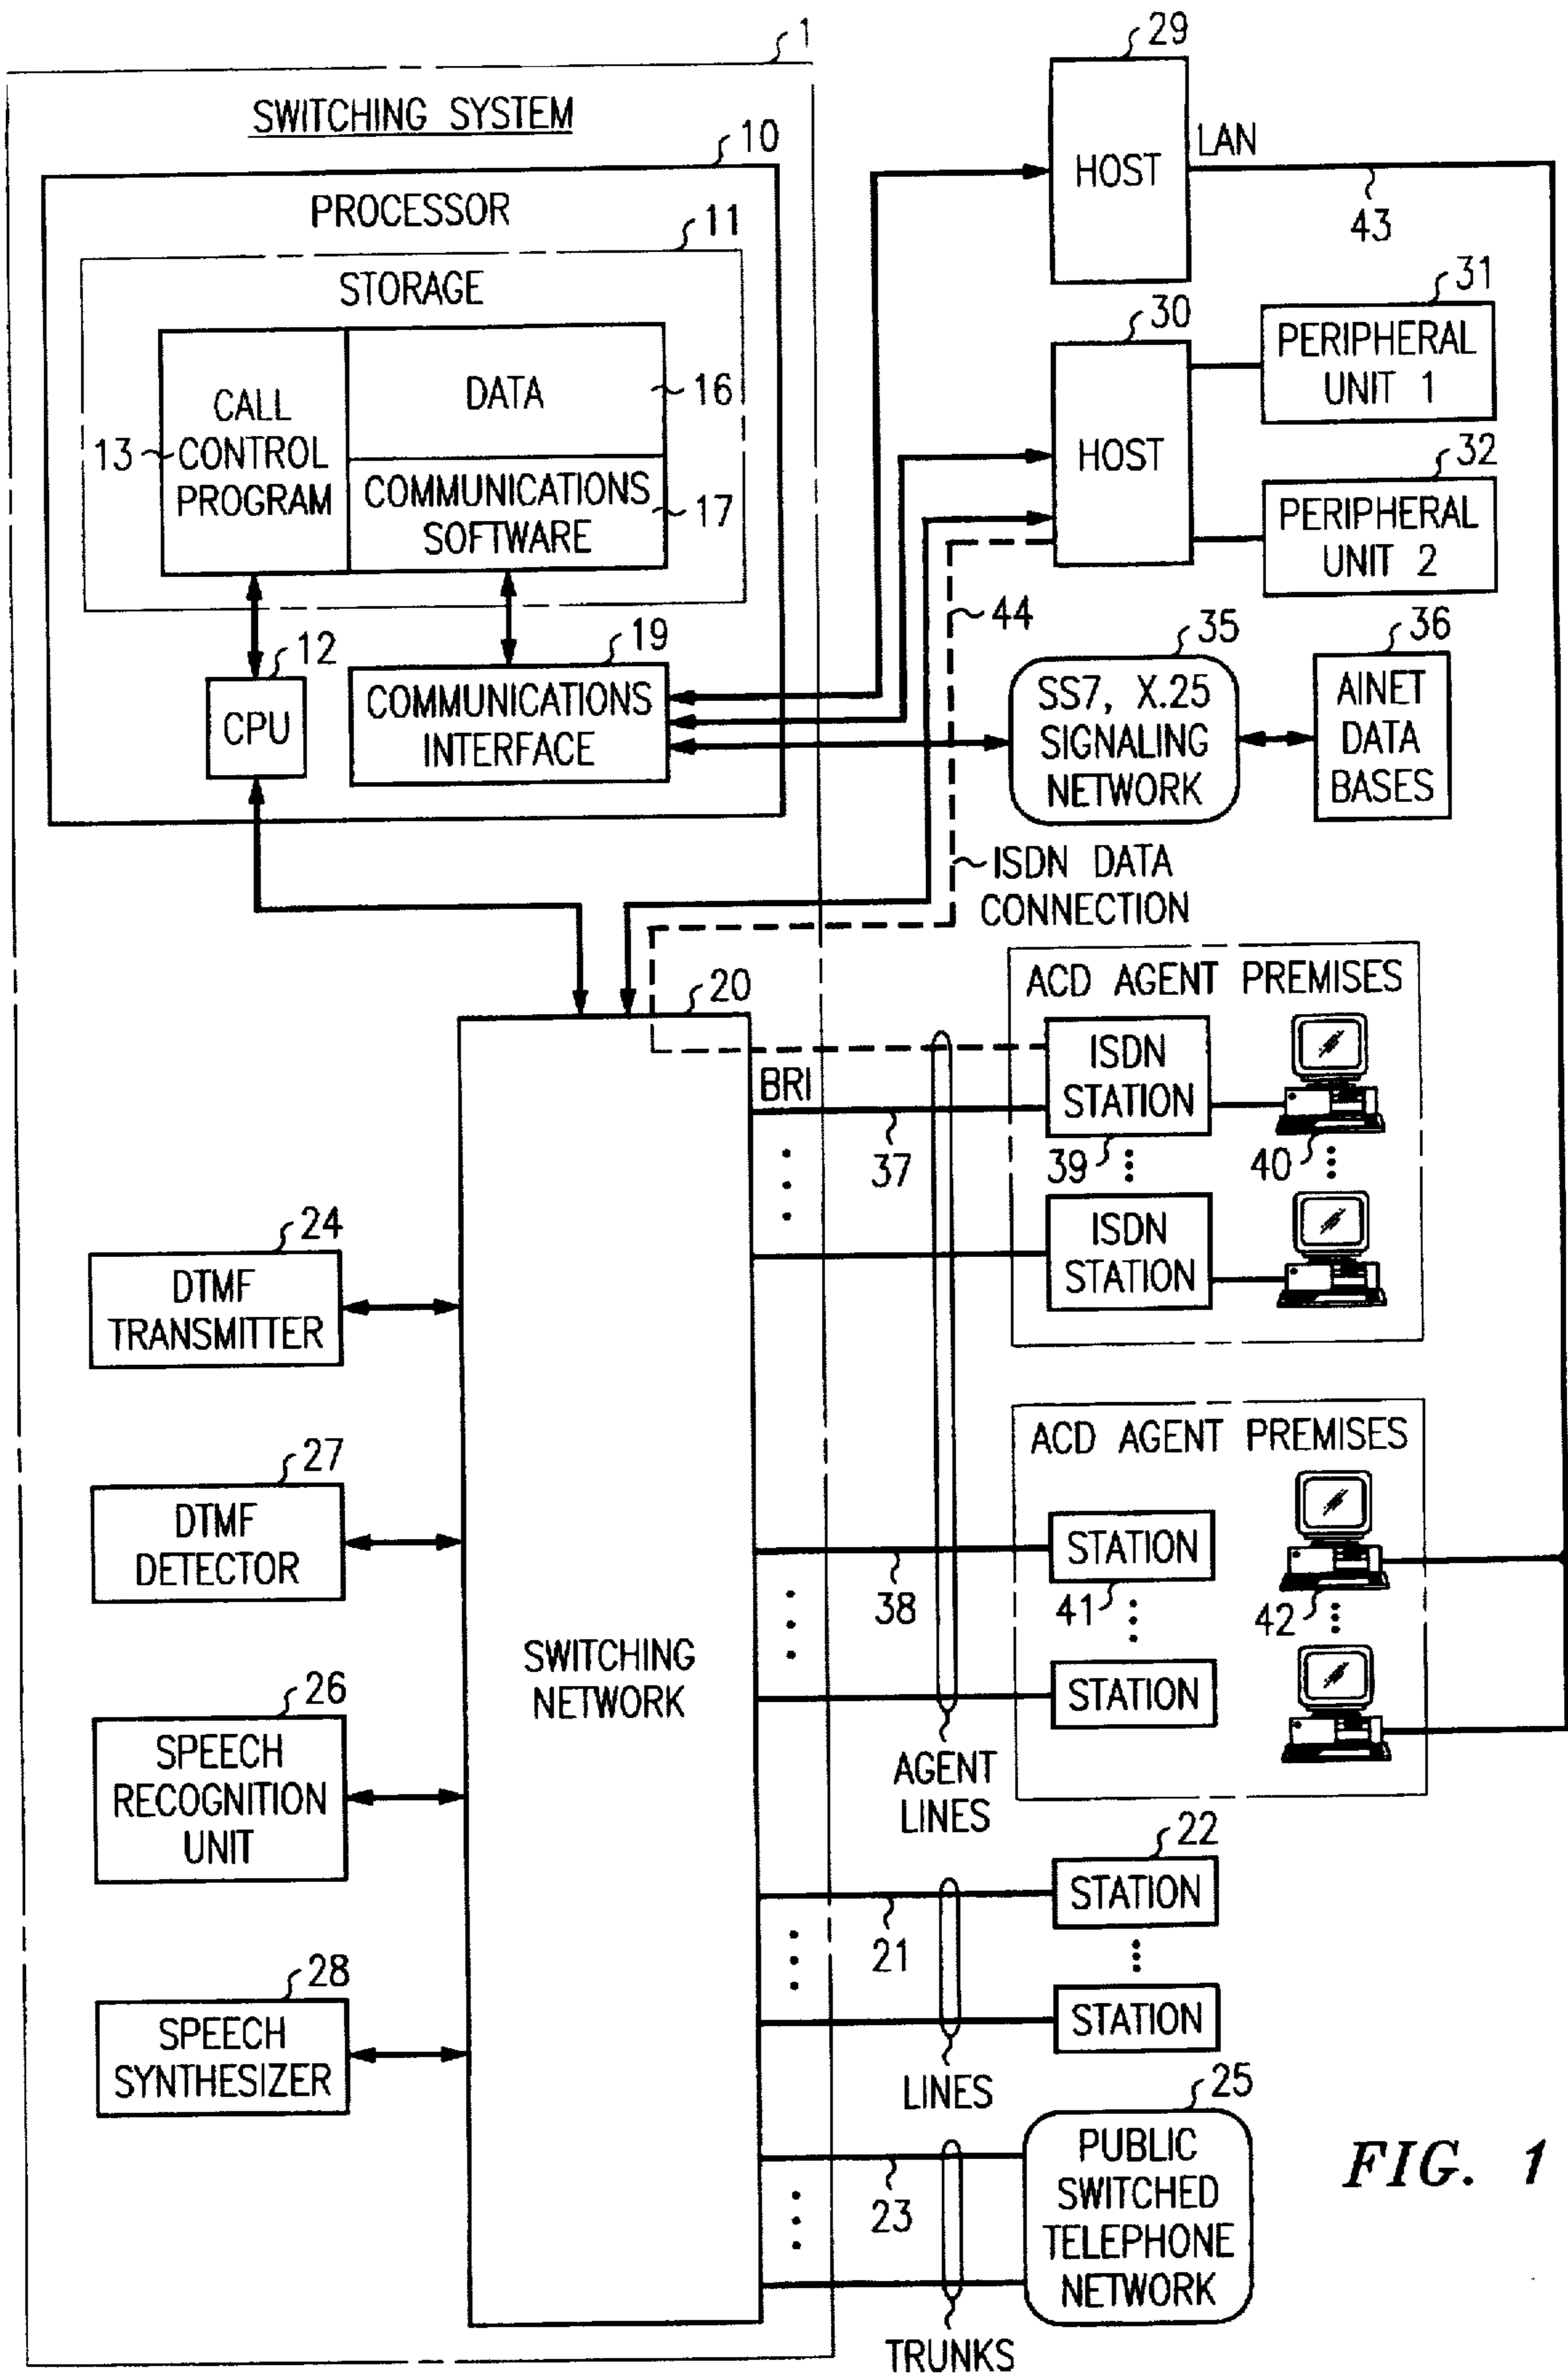 1
SWITCHING SYSTEM
10
PROCESSOR
11
STORAGE
CALL
CONTROL
PROGRAM
13
DATA
16
COMMUNICATIONS
SOFTWARE
17
12
CPU
19
COMMUNICATIONS
INTERFACE
29
HOST
LAN
43
30
HOST
31
PERIPHERAL
UNIT 1
32
PERIPHERAL
UNIT 2
44
35
SS7, X.25
SIGNALING
NETWORK
36
AINET
DATA
BASES
ISDN DATA
CONNECTION
20
SWITCHING
NETWORK
BRI
37
ACD AGENT PREMISES
ISDN
STATION
39
40
ISDN
STATION
24
DTMF
TRANSMITTER
27
DTMF
DETECTOR
26
SPEECH
RECOGNITION
UNIT
28
SPEECH
SYNTHESIZER
ACD AGENT PREMISES
38
STATION
41
42
STATION
AGENT
LINES
22
STATION
21
STATION
LINES
25
PUBLIC
SWITCHED
TELEPHONE
NETWORK
23
TRUNKS
FIG. 1